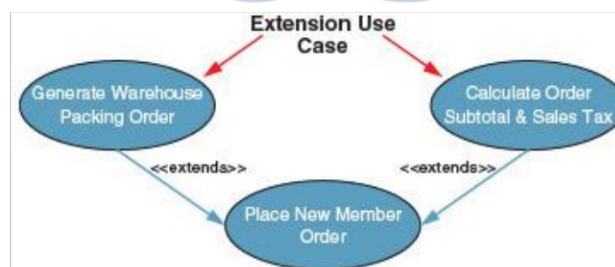 Extension Use
Case
Generate Warehouse
Packing Order
Calculate Order
Subtotal & Sales Tax
<<extends>>
<<extends>>
Place New Member
Order